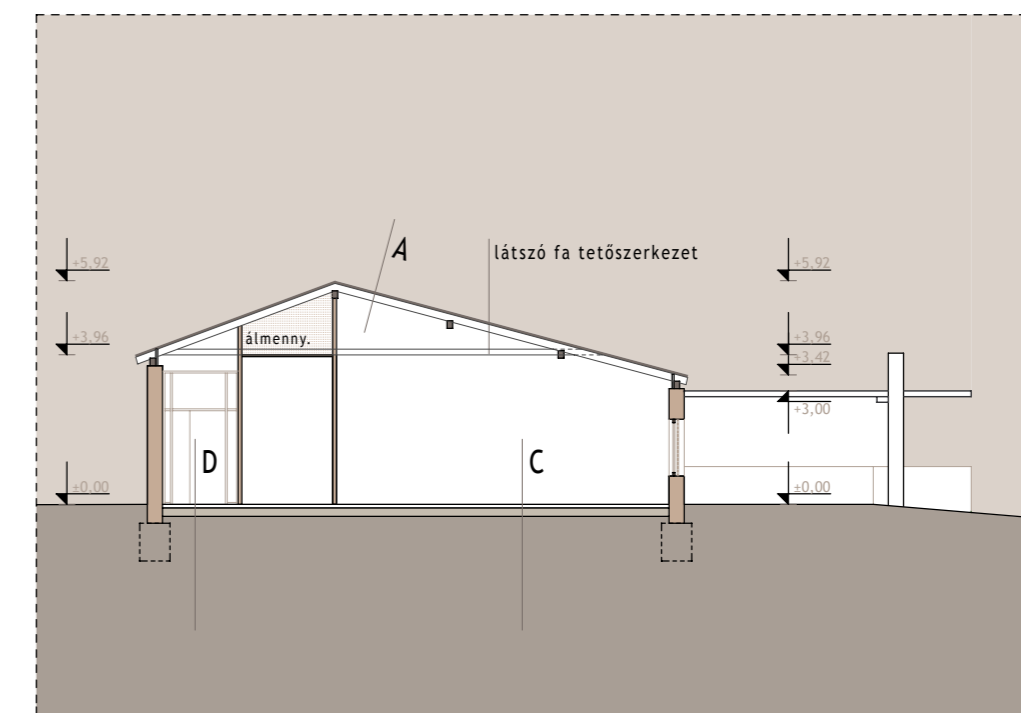 A
látszó fa tetőszerkezet
+5,92
+5,92
álmenny.
+3,96
+3,96
+3,42
+3,00
D
C
±0,00
±0,00